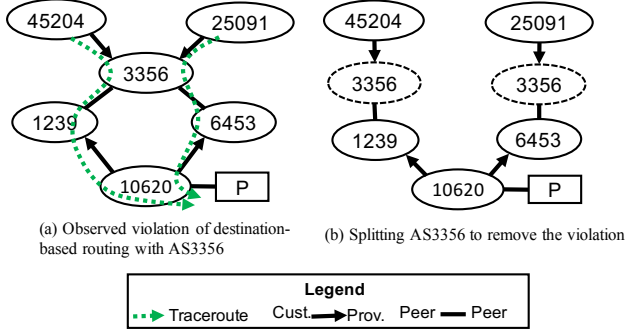 45204
25091
3356
1239
6453
10620
P
45204
25091
3356
3356
1239
6453
10620
P
(a) Observed violation of destination-
based routing with AS3356
(b) Splitting AS3356 to remove the violation
Legend
Traceroute Cust. Prov. Peer Peer